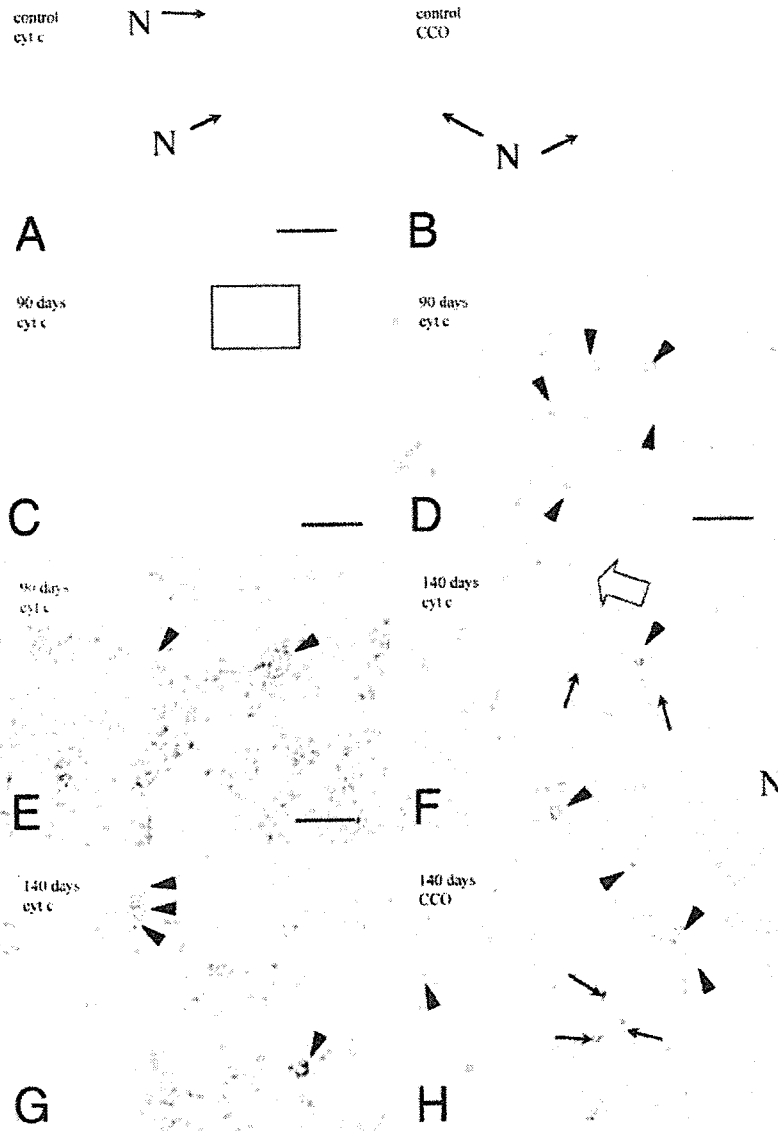 control
cyt c
N
N
A
control
CCO
N
B
90 days
cyt c
C
90 days
cyt c
D
90 days
cyt c
E
140 days
cyt c
N
F
140 days
cyt c
G
140 days
CCO
H